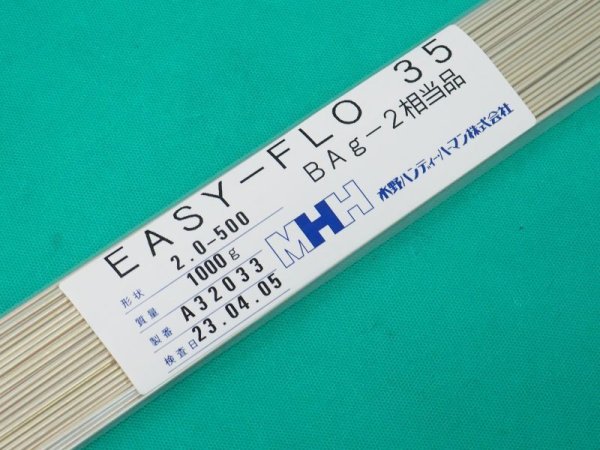 EASY-FLO 35
BAg-2相当品
形状 2.0-500
質量 1000g
製番 A32033
検査日 23.04.05
MHH 水野ハンディーハーマン株式会社